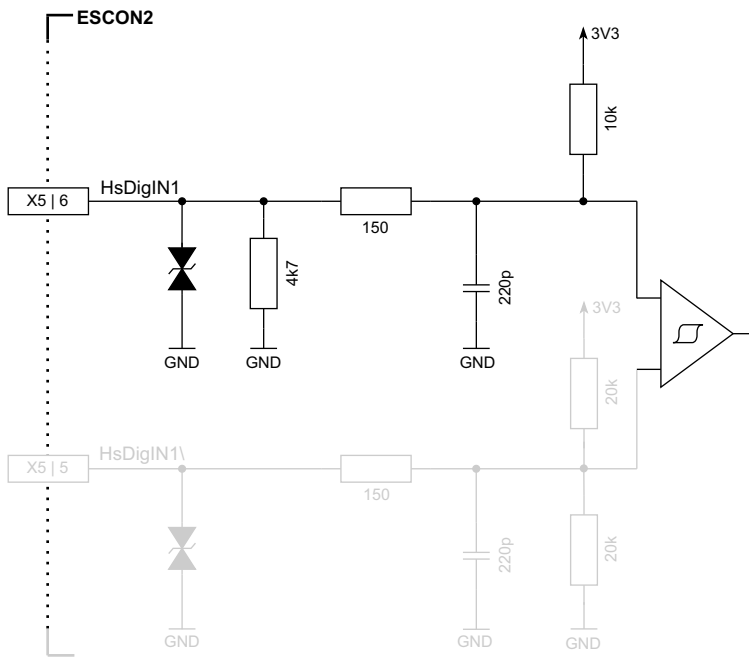 ESCON2
3V3
10k
HsDigIN1
X5 | 6
150
4k7
220p
GND
GND
GND
3V3
20k
HsDigIN1\
X5 | 5
150
220p
20k
GND
GND
GND